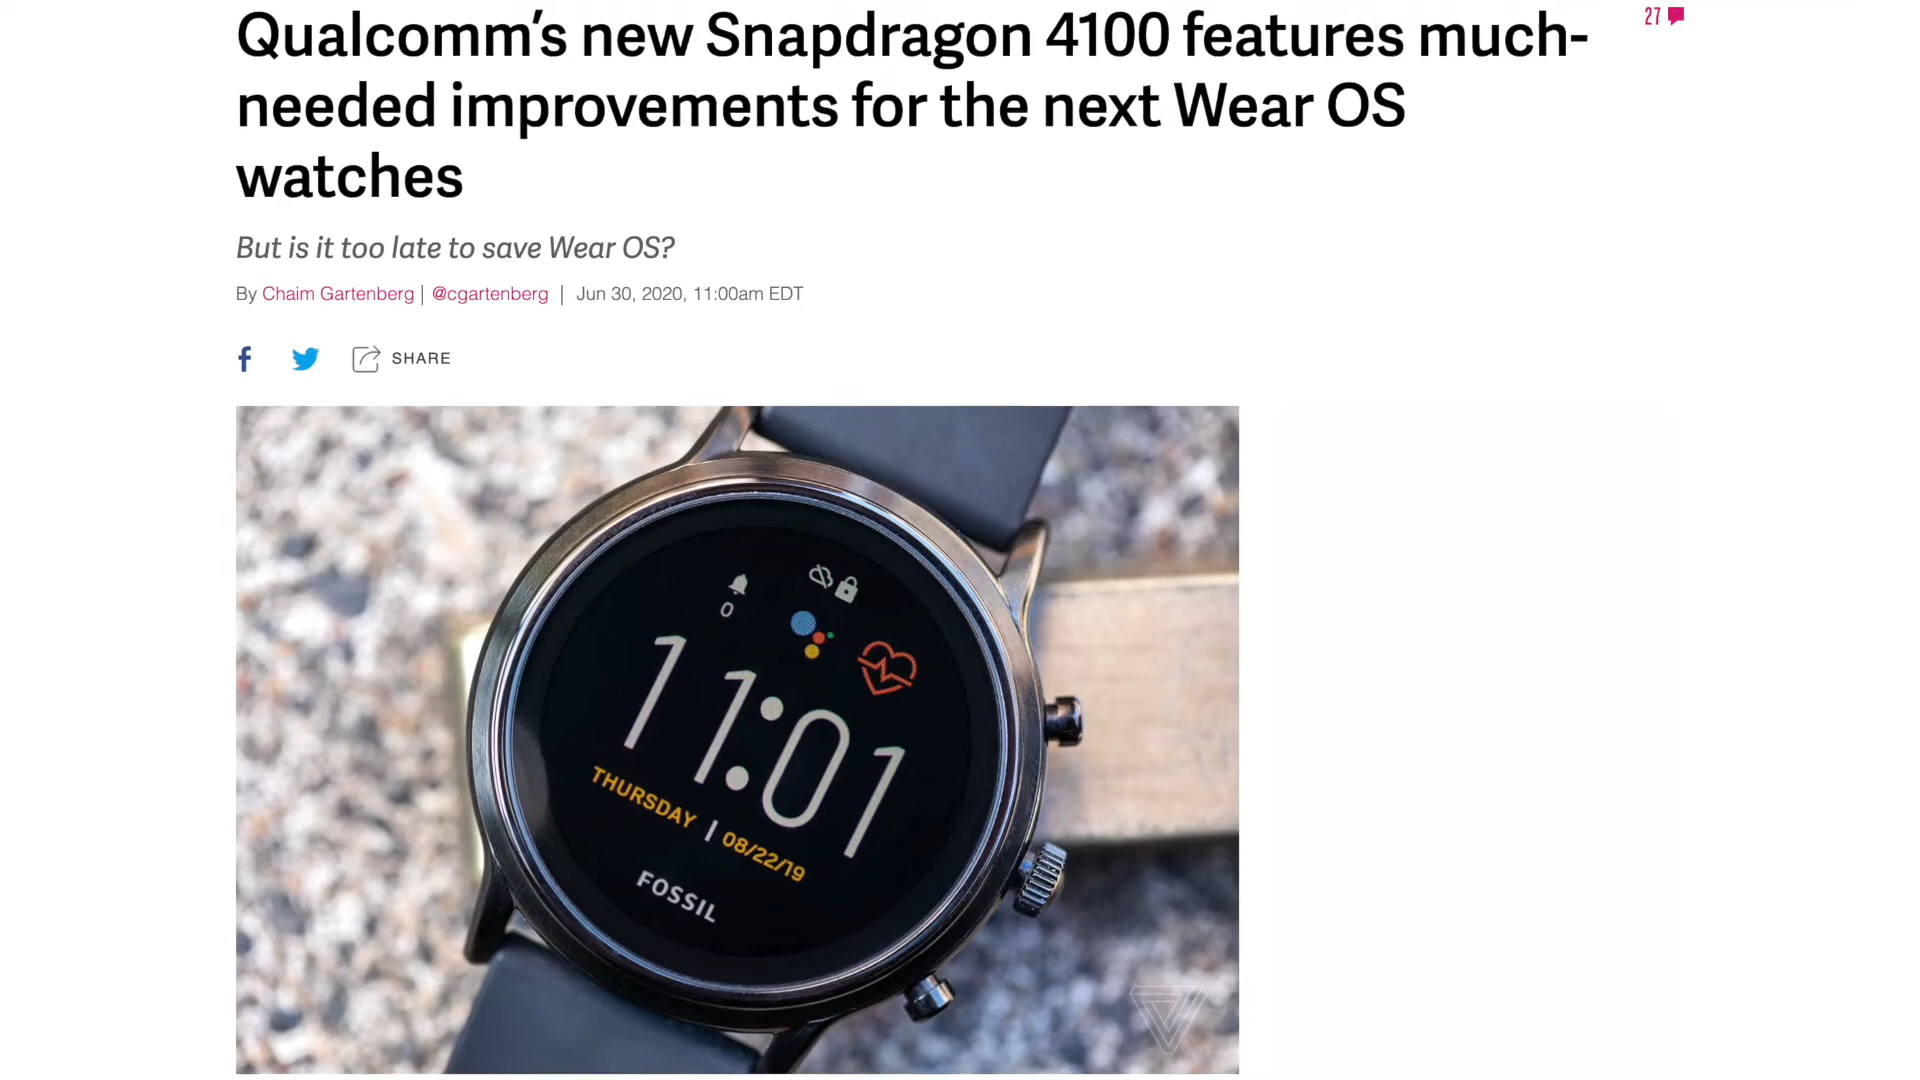 Qualcomm’s new Snapdragon 4100 features much-
needed improvements for the next Wear OS
watches
27
But is it too late to save Wear OS?
By Chaim Gartenberg | @cgartenberg | Jun 30, 2020, 11:00am EDT
SHARE
0
11:01
THURSDAY | 08/22/19
FOSSIL